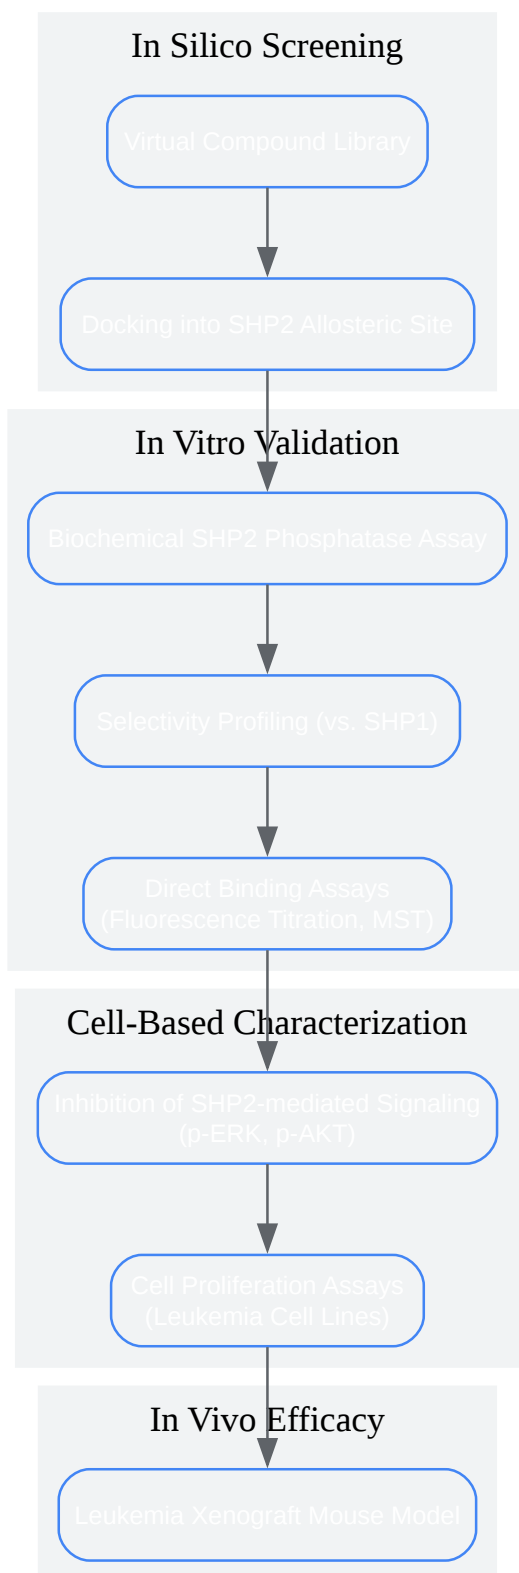 In Silico Screening
Virtual Compound Library
Docking into SHP2 Allosteric Site
In Vitro Validation
Biochemical SHP2 Phosphatase Assay
Selectivity Profiling (vs. SHP1)
Direct Binding Assays
(Fluorescence Titration, MST)
Cell-Based Characterization
Inhibition of SHP2-mediated Signaling
(p-ERK, p-AKT)
Cell Proliferation Assays
(Leukemia Cell Lines)
In Vivo Efficacy
Leukemia Xenograft Mouse Model